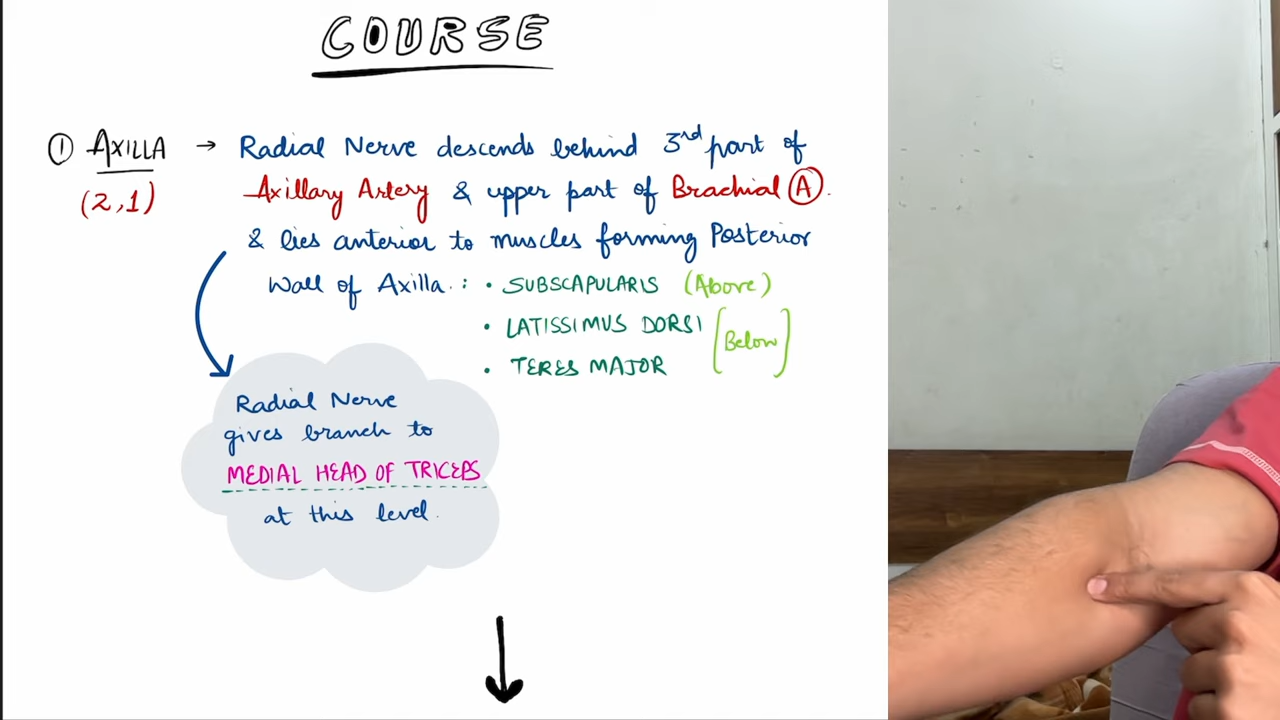 COURSE
① AXILLA → Radial Nerve descends behind 3rd part of
(2,1) Axillary Artery & upper part of Brachial Ⓐ.
& lies anterior to muscles forming Posterior
Wall of Axilla : • SUBSCAPULARIS (Above)
• LATISSIMUS DORSI [Below]
• TERES MAJOR
Radial Nerve
gives branch to
MEDIAL HEAD OF TRICEPS
at this level.